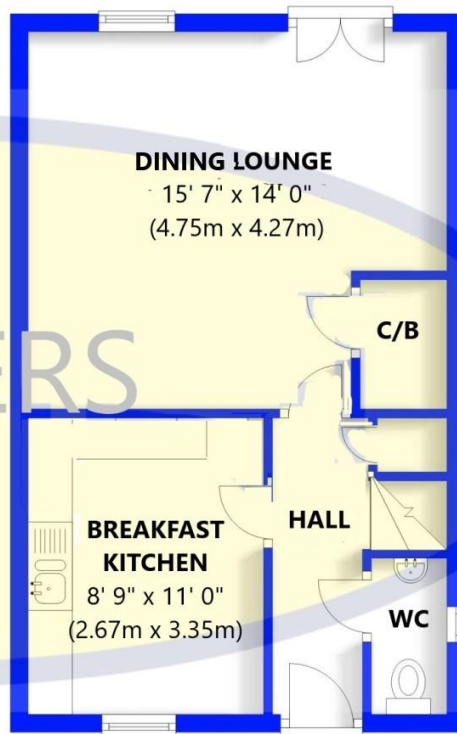 DINING LOUNGE
15' 7" x 14' 0"
(4.75m x 4.27m)
C/B
ERS
BREAKFAST
KITCHEN
8' 9" x 11' 0"
(2.67m x 3.35m)
HALL
WC